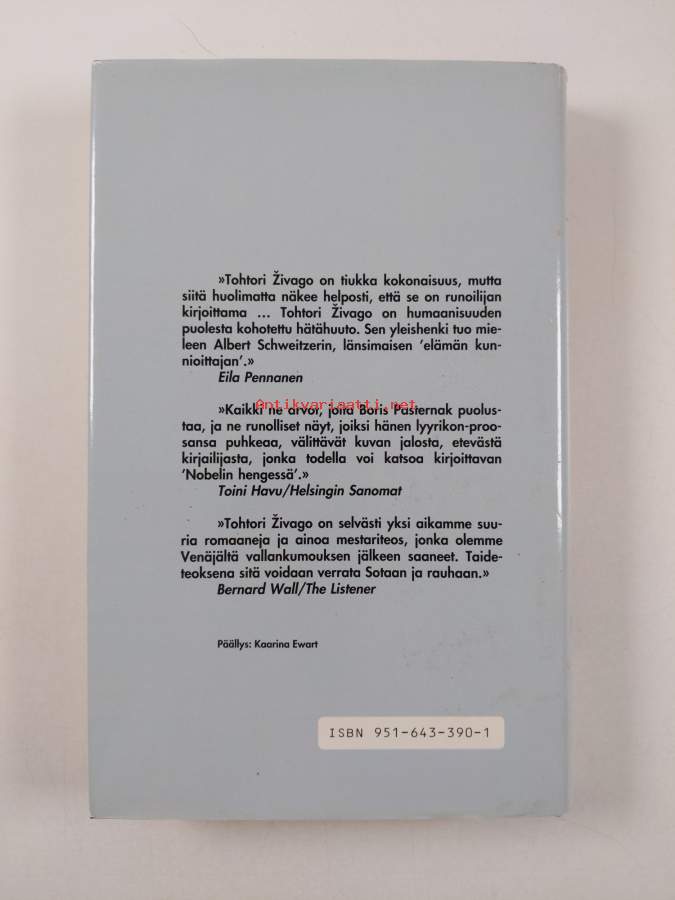 »Tohtori Živago on tiukka kokonaisuus, mutta
siitä huolimatta näkee helposti, että se on runoilijan
kirjoittama ... Tohtori Živago on humaanisuuden
puolesta kohotettu hätähuuto. Sen yleishenki tuo mie-
leen Albert Schweitzerin, länsimaisen ’elämän kun-
nioittajan’.»
Eila Pennanen
Antikvariaatti.net
»Kaikki ne arvot, joita Boris Pasternak puolus-
taa, ja ne runolliset näyt, joiksi hänen lyyrikon-proo-
sansa puhkeaa, välittävät kuvan jalosta, etevästä
kirjailijasta, jonka todella voi katsoa kirjoittavan
’Nobelin hengessä’.»
Toini Havu/Helsingin Sanomat
»Tohtori Živago on selvästi yksi aikamme suu-
ria romaaneja ja ainoa mestariteos, jonka olemme
Venäjältä vallankumouksen jälkeen saaneet. Taide-
teoksena sitä voidaan verrata Sotaan ja rauhaan.»
Bernard Wall/The Listener
Päällys: Kaarina Ewart
ISBN 951-643-390-1